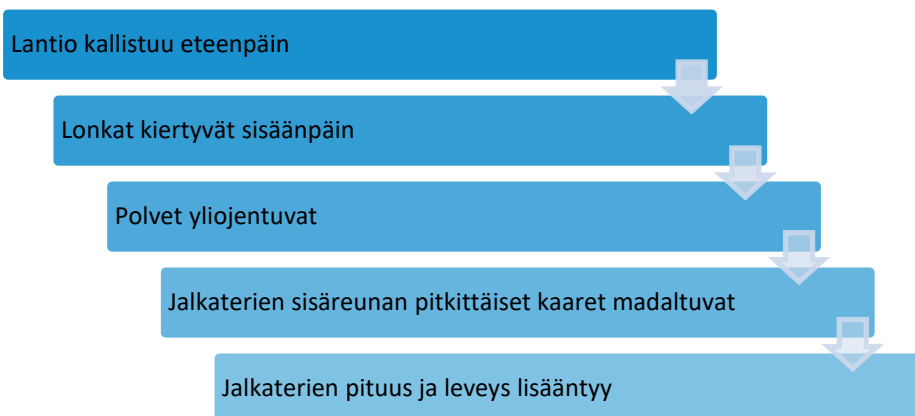 Lantio kallistuu eteenpäin
Lonkat kiertyvät sisäänpäin
Polvet yliojentuvat
Jalkaterien sisäreunan pitkittäiset kaaret madaltuvat
Jalkaterien pituus ja leveys lisääntyy